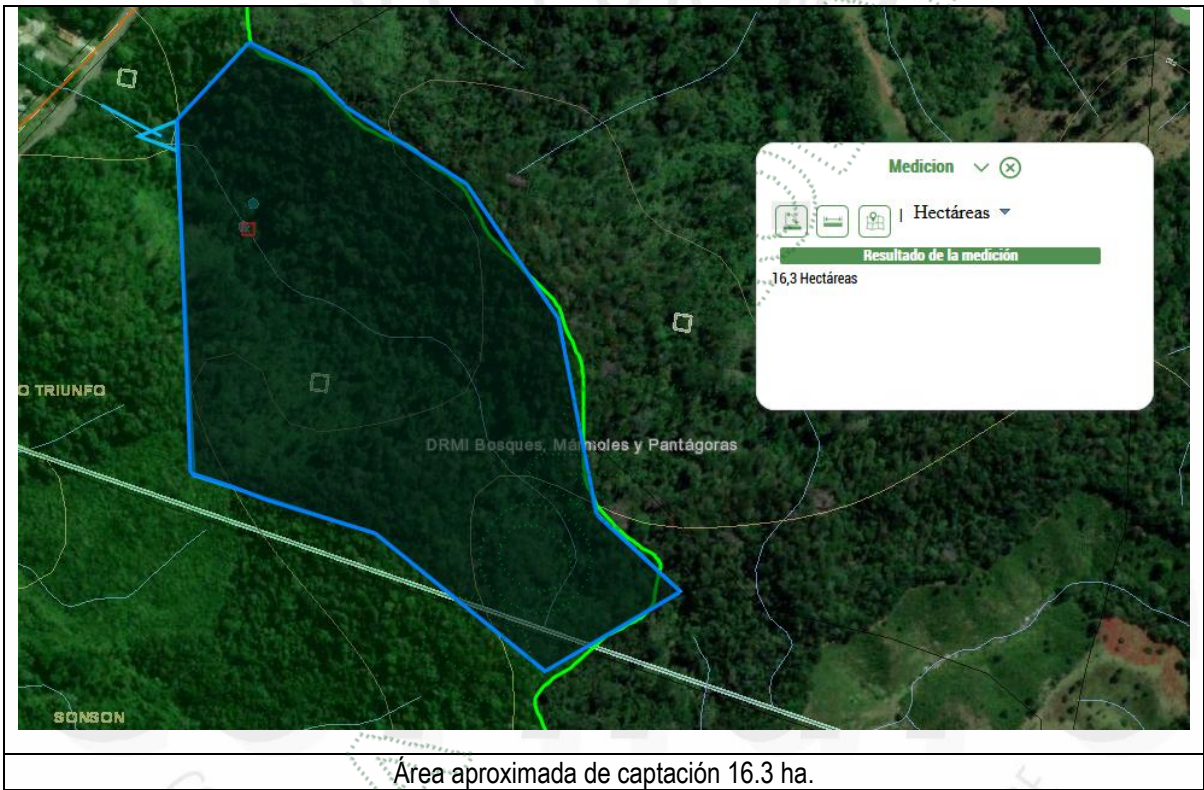 Medicion
Hectáreas
Resultado de la medición
16,3 Hectáreas
O TRIUNFO
DRMI Bosques, Mármoles y Pantágoras
SONSON
Área aproximada de captación 16.3 ha.